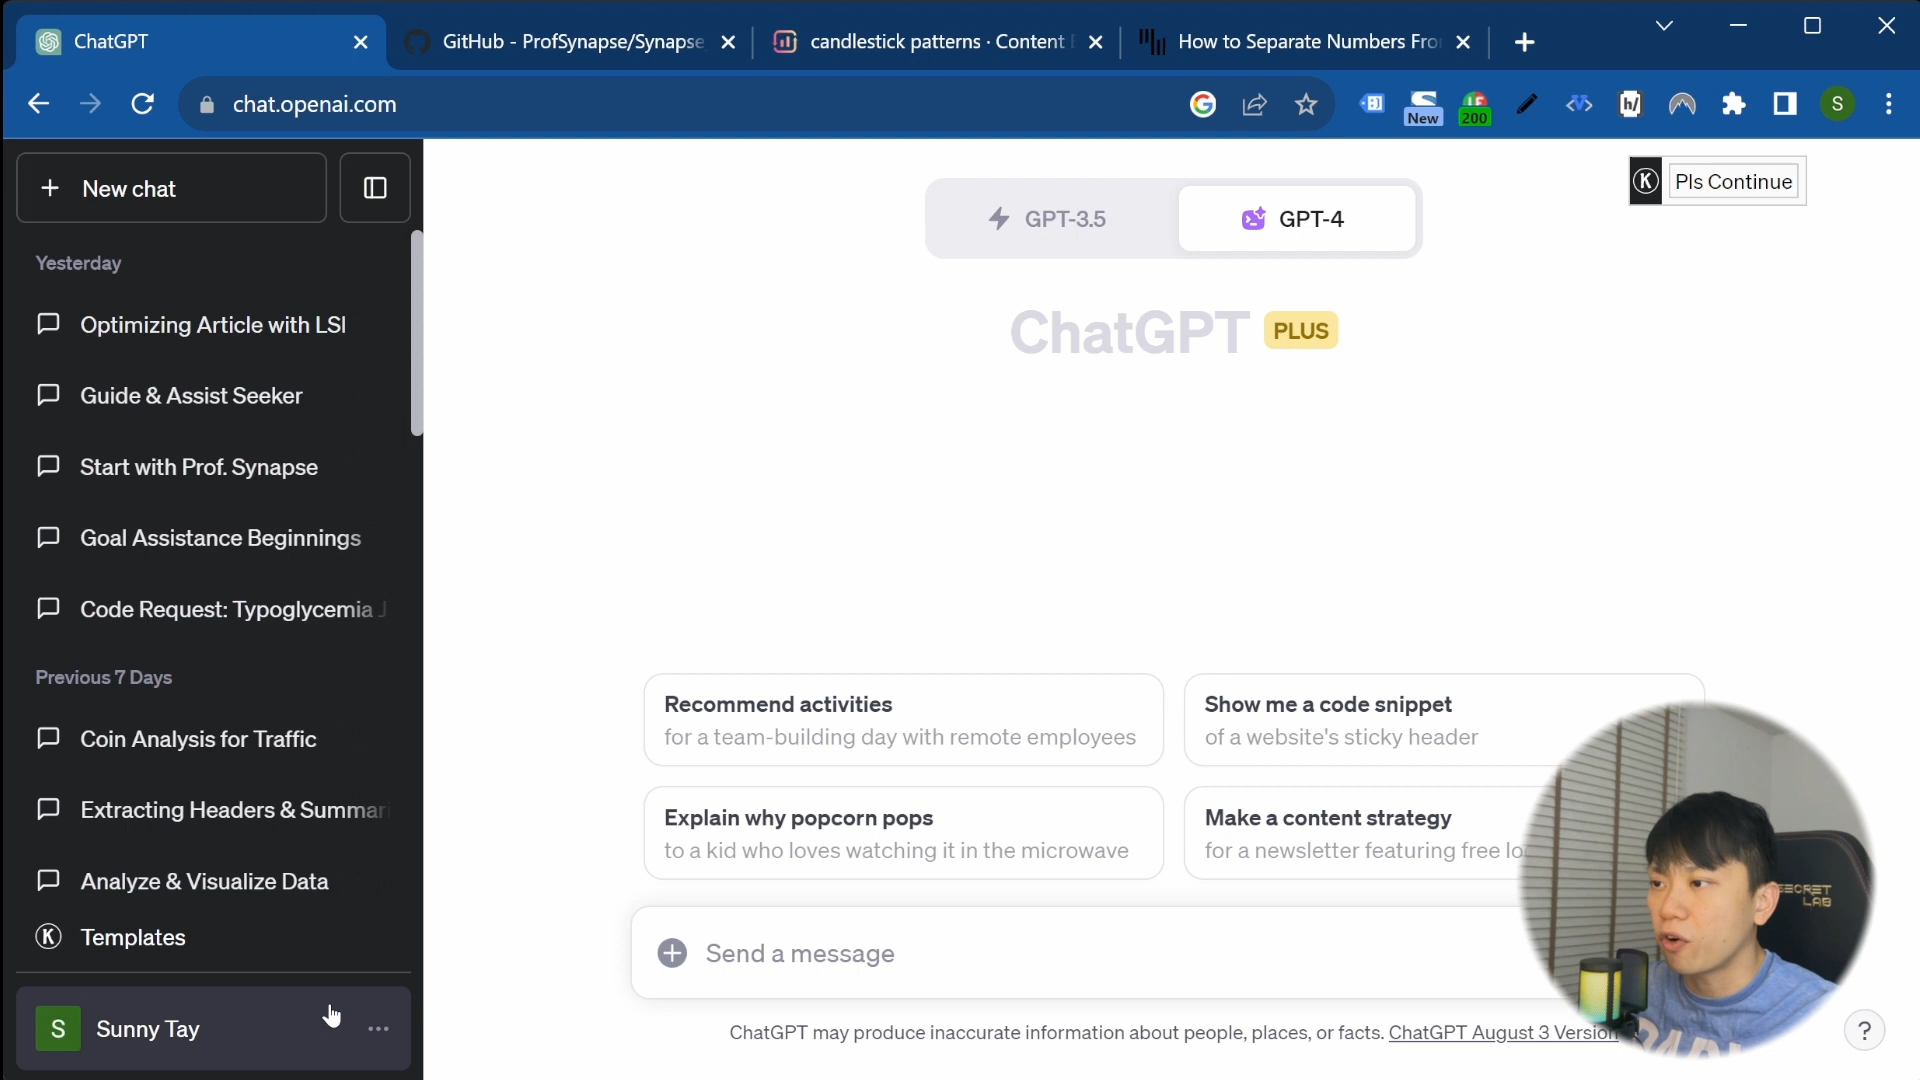 ChatGPT
GitHub - ProfSynapse/Synapse
candlestick patterns · Content
How to Separate Numbers Fro
chat.openai.com
New
200
S
New chat
Pls Continue
GPT-3.5
GPT-4
ChatGPT PLUS
Yesterday
Optimizing Article with LSI
Guide & Assist Seeker
Start with Prof. Synapse
Goal Assistance Beginnings
Code Request: Typoglycemia J
Previous 7 Days
Coin Analysis for Traffic
Extracting Headers & Summari
Analyze & Visualize Data
Templates
S Sunny Tay
Recommend activities
for a team-building day with remote employees
Show me a code snippet
of a website's sticky header
Explain why popcorn pops
to a kid who loves watching it in the microwave
Make a content strategy
for a newsletter featuring free lo
Send a message
ChatGPT may produce inaccurate information about people, places, or facts. ChatGPT August 3 Version
?
SECRET
LAB